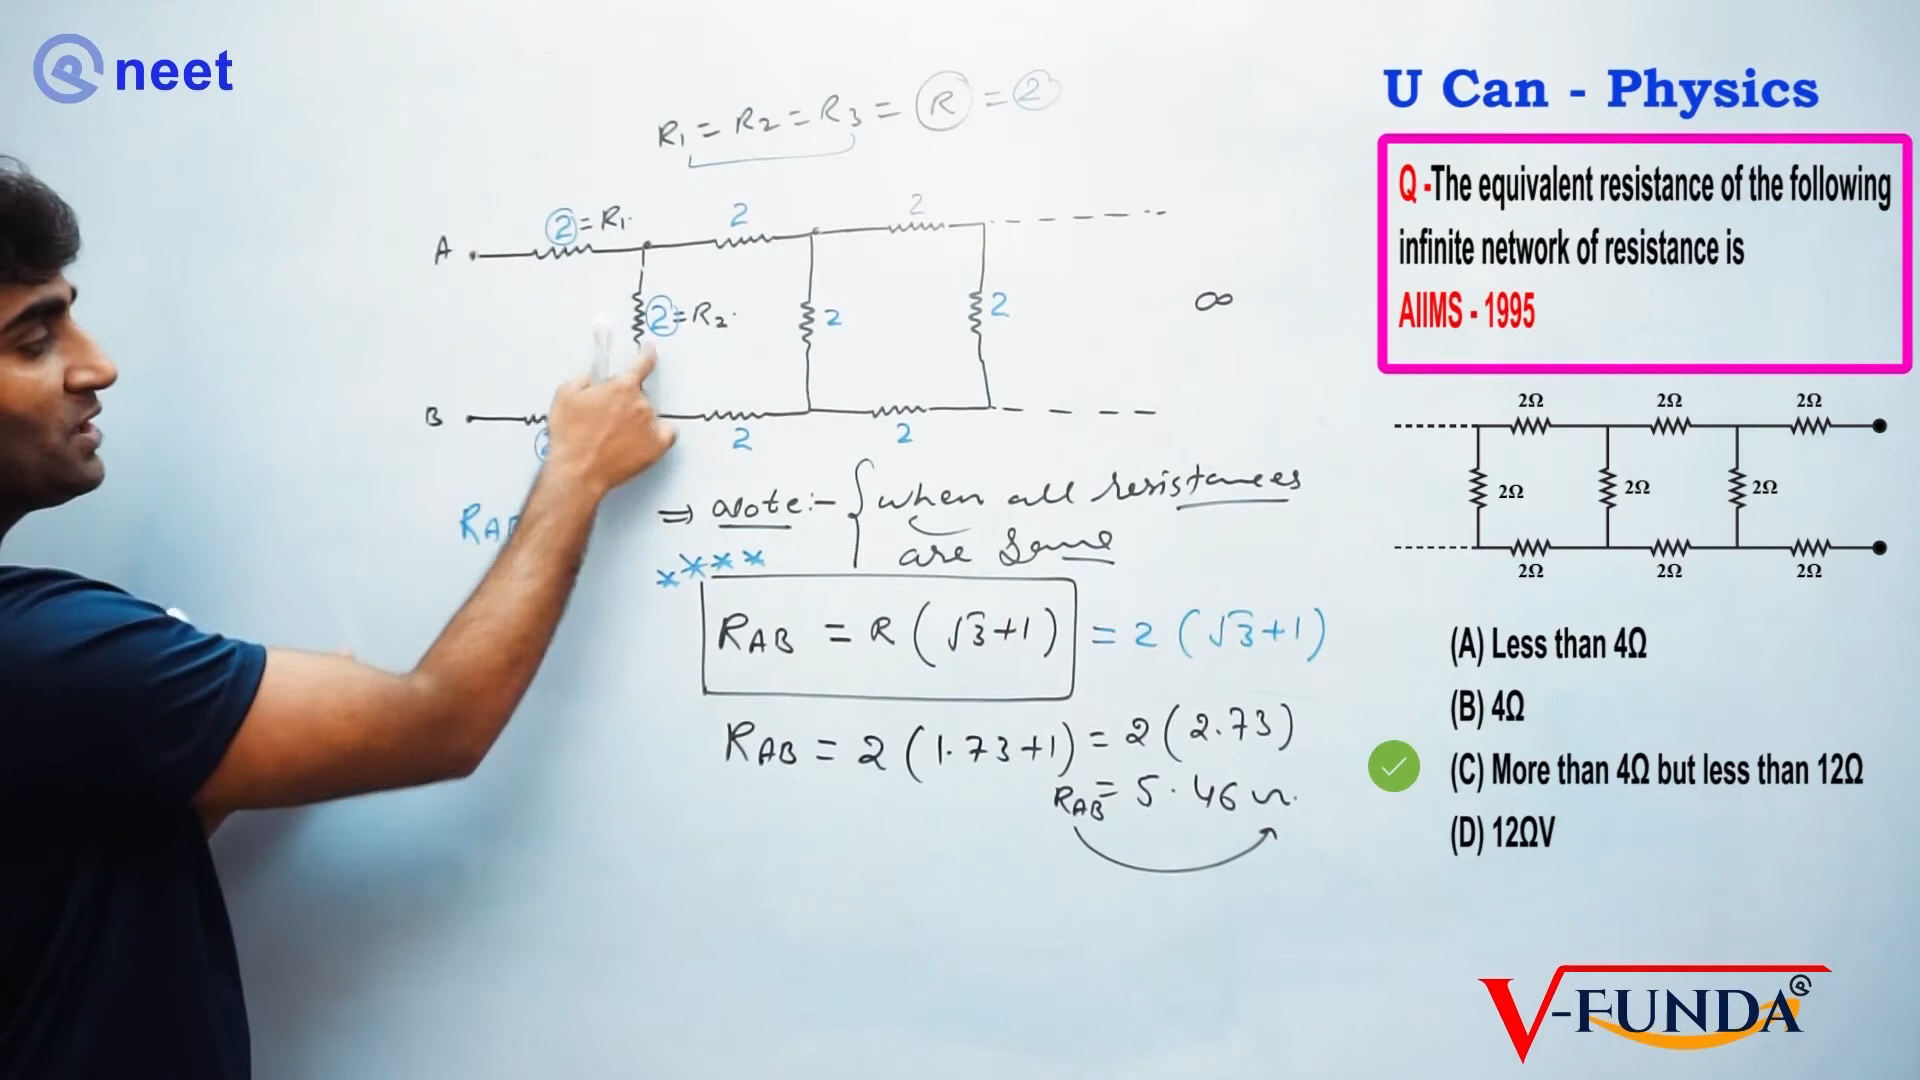 neet
U Can - Physics
R1 = R2 = R3 = R = 2
Q -The equivalent resistance of the following
infinite network of resistance is
AIIMS - 1995
A
2 = R1.
2
2
2 = R2.
2
2
∞
B
2
2
2Ω 2Ω 2Ω
2Ω 2Ω 2Ω
2Ω 2Ω 2Ω
⇒ Note:- { when all resistances
are same
RAB
****
RAB = R (√3+1) = 2 (√3+1)
RAB = 2 (1.73+1) = 2 (2.73)
RAB = 5.46 Ω.
(A) Less than 4Ω
(B) 4Ω
(C) More than 4Ω but less than 12Ω
(D) 12ΩV
V-FUNDA